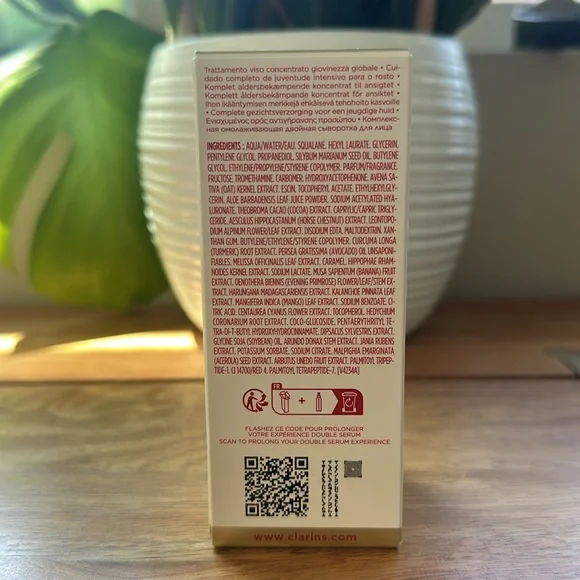 Trattamento viso concentrato giovinezza globale • Cui-
dado completo de juventude intensivo para o rosto •
Komplet aldersbekæmpende koncentrat til ansigtet •
Komplett åldersbekämpande koncentrat för ansiktet •
Ihon ikääntymisen merkkejä ehkäisevä tehohoito kasvoille
• Complete gezichtsverzorging voor een jeugdige huid •
Ενισχυμένος ορός αντιγήρανσης προσώπου • Комплекс-
ная омолаживающая двойная сыворотка для лица
INGREDIENTS : AQUA/WATER/EAU. SQUALANE. HEXYL LAURATE. GLYCERIN.
PENTYLENE GLYCOL. PROPANEDIOL. SILYBUM MARIANUM SEED OIL. BUTYLENE
GLYCOL. ETHYLENE/PROPYLENE/STYRENE COPOLYMER. PARFUM/FRAGRANCE.
FRUCTOSE. TROMETHAMINE. CARBOMER. HYDROXYACETOPHENONE. AVENA SA-
TIVA (OAT) KERNEL EXTRACT. ESCIN. TOCOPHERYL ACETATE. ETHYLHEXYLGLY-
CERIN. ALOE BARBADENSIS LEAF JUICE POWDER. SODIUM ACETYLATED HYA-
LURONATE. THEOBROMA CACAO (COCOA) EXTRACT. CAPRYLIC/CAPRIC TRIGLY-
CERIDE. AESCULUS HIPPOCASTANUM (HORSE CHESTNUT) EXTRACT. LEONTOPO-
DIUM ALPINUM FLOWER/LEAF EXTRACT. DISODIUM EDTA. MALTODEXTRIN. XAN-
THAN GUM. BUTYLENE/ETHYLENE/STYRENE COPOLYMER. CURCUMA LONGA
(TURMERIC) ROOT EXTRACT. PERSEA GRATISSIMA (AVOCADO) OIL UNSAPONI-
FIABLES. MELISSA OFFICINALIS LEAF EXTRACT. CARAMEL. HIPPOPHAE RHAM-
NOIDES KERNEL EXTRACT. SODIUM LACTATE. MUSA SAPIENTUM (BANANA) FRUIT
EXTRACT. OENOTHERA BIENNIS (EVENING PRIMROSE) FLOWER/LEAF/STEM EX-
TRACT. HARUNGANA MADAGASCARIENSIS EXTRACT. KALANCHOE PINNATA LEAF
EXTRACT. MANGIFERA INDICA (MANGO) LEAF EXTRACT. SODIUM BENZOATE. CI-
TRIC ACID. CENTAUREA CYANUS FLOWER EXTRACT. TOCOPHEROL. HEDYCHIUM
CORONARIUM ROOT EXTRACT. COCO-GLUCOSIDE. PENTAERYTHRITYL TE-
TRA-DI-T-BUTYL HYDROXYHYDROCINNAMATE. DIPSACUS SYLVESTRIS EXTRACT.
GLYCINE SOJA (SOYBEAN) OIL. ARUNDO DONAX STEM EXTRACT. JANIA RUBENS
EXTRACT. POTASSIUM SORBATE. SODIUM CITRATE. MALPIGHIA EMARGINATA
(ACEROLA) SEED EXTRACT. ARBUTUS UNEDO FRUIT EXTRACT. PALMITOYL TRIPEP-
TIDE-1. CI 14700/RED 4. PALMITOYL TETRAPEPTIDE-7. [V4234A]
FR
+
FLASHEZ CE CODE POUR PROLONGER
VOTRE EXPERIENCE DOUBLE SERUM
SCAN TO PROLONG YOUR DOUBLE SERUM EXPERIENCE
www.clarins.com